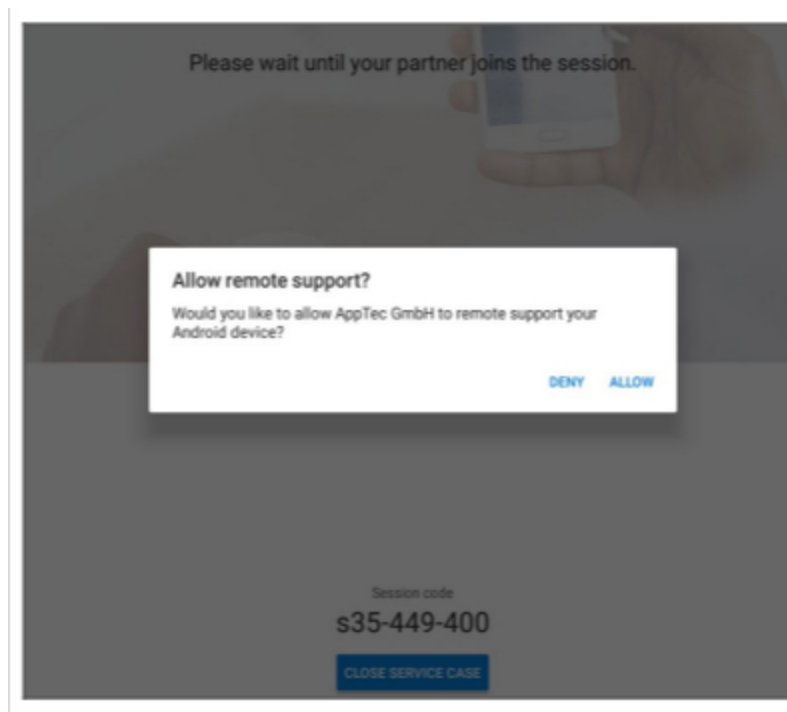 Please wait until your partner joins the session.
Allow remote support?
Would you like to allow AppTec GmbH to remote support your
Android device?
DENY ALLOW
Session code
s35-449-400
CLOSE SERVICE CASE